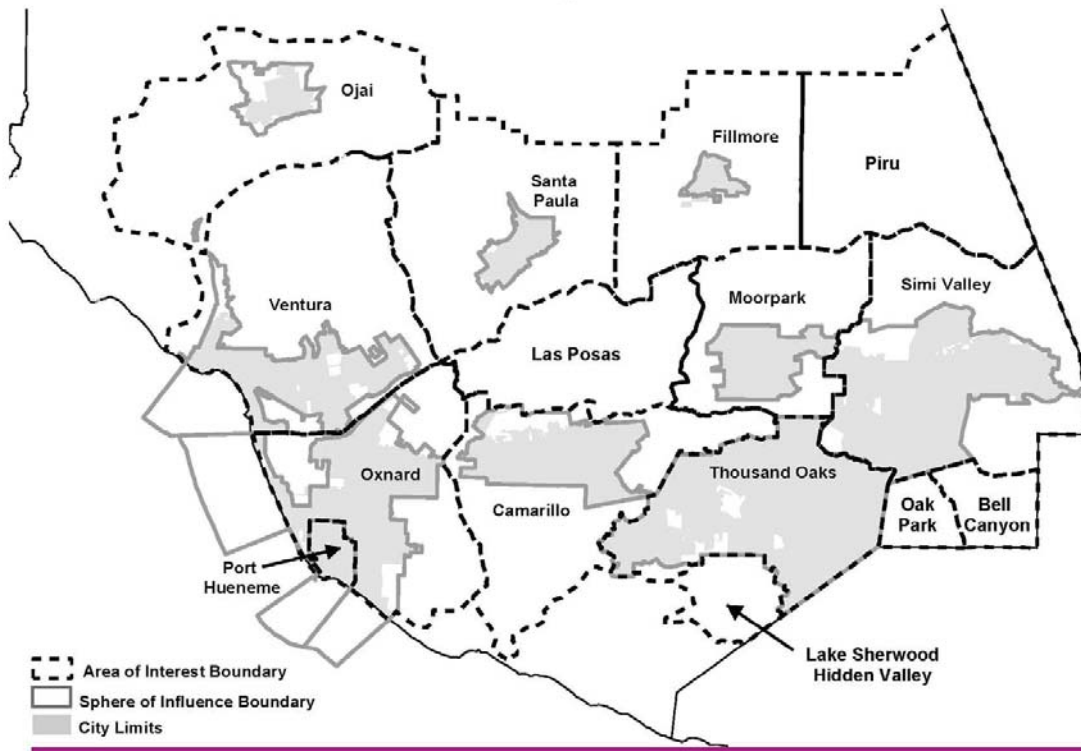 Ojai
Fillmore
Piru
Santa
Paula
Ventura
Moorpark
Simi Valley
Las Posas
Oxnard
Camarillo
Thousand Oaks
Oak
Park
Bell
Canyon
Port
Hueneme
Lake Sherwood
Hidden Valley
Area of Interest Boundary
Sphere of Influence Boundary
City Limits